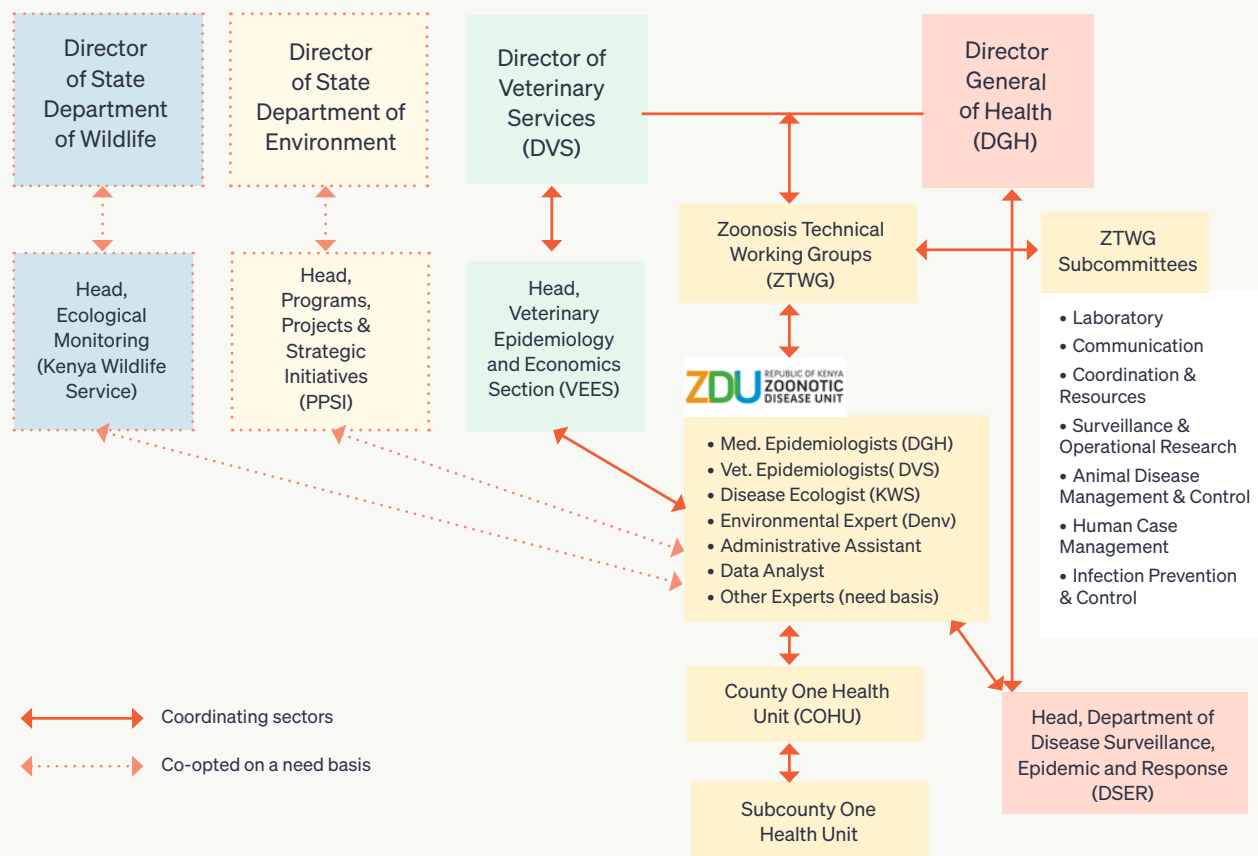 Director
of State
Department
of Wildlife
Director
of State
Department of
Environment
Director of
Veterinary
Services
(DVS)
Director
General
of Health
(DGH)
Zoonosis Technical
Working Groups
(ZTWG)
ZTWG
Subcommittees
Head,
Ecological
Monitoring
(Kenya Wildlife
Service)
Head,
Programs,
Projects &
Strategic
Initiatives
(PPSI)
Head,
Veterinary
Epidemiology
and Economics
Section (VEES)
ZDU
REPUBLIC OF KENYA
ZOONOTIC
DISEASE UNIT
• Laboratory
• Communication
• Coordination &
Resources
• Surveillance &
Operational Research
• Animal Disease
Management & Control
• Human Case
Management
• Infection Prevention
& Control
• Med. Epidemiologists (DGH)
• Vet. Epidemiologists( DVS)
• Disease Ecologist (KWS)
• Environmental Expert (Denv)
• Administrative Assistant
• Data Analyst
• Other Experts (need basis)
County One Health
Unit (COHU)
Subcounty One
Health Unit
Head, Department of
Disease Surveillance,
Epidemic and Response
(DSER)
Coordinating sectors
Co-opted on a need basis